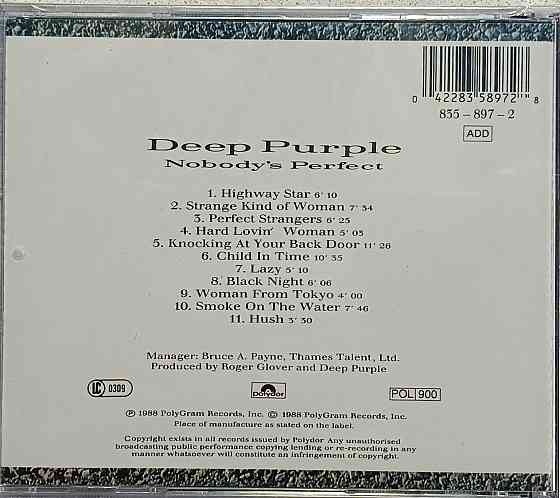 0 42283 58972 8
835-897-2
ADD
Deep Purple
Nobody's Perfect
1. Highway Star 6' 10
2. Strange Kind of Woman 7' 34
3. Perfect Strangers 6' 25
4. Hard Lovin' Woman 5' 03
5. Knocking At Your Back Door 11' 26
6. Child In Time 10' 35
7. Lazy 5' 10
8. Black Night 6' 06
9. Woman From Tokyo 4' 00
10. Smoke On The Water 7' 46
11. Hush 3' 30
Manager: Bruce A. Payne, Thames Talent, Ltd.
Produced by Roger Glover and Deep Purple
LC 0309
Polydor
POL 900
℗ 1988 PolyGram Records, Inc. © 1988 PolyGram Records, Inc.
Place of manufacture as stated on the label.
Copyright exists in all records issued by Polydor Any unauthorised
broadcasting public performance copying lending or re-recording in any
manner whatsoever will constitute an infringement of copyright.